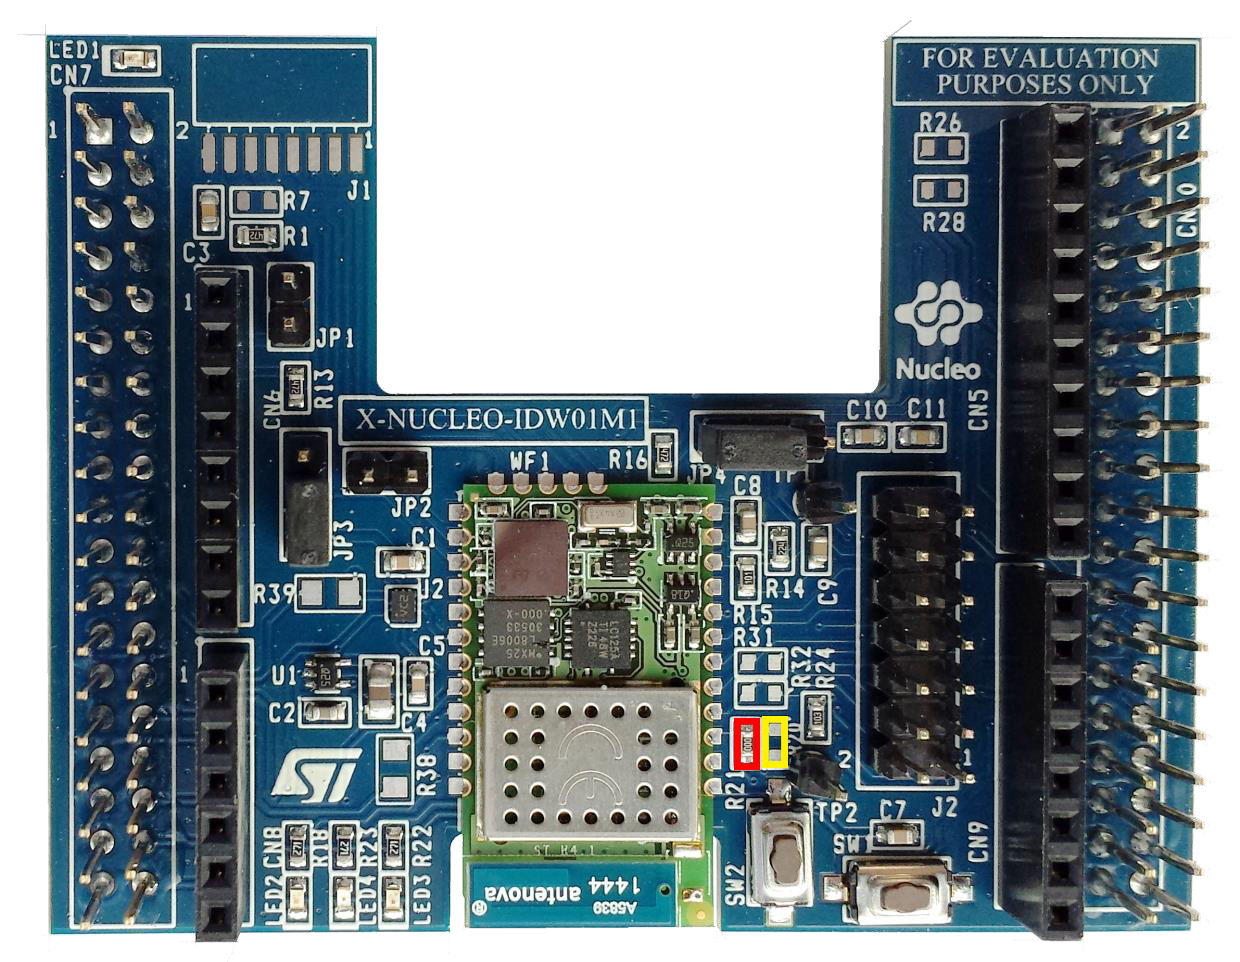 LED1
CN7
FOR EVALUATION
PURPOSES ONLY
1
2
1
J1
R26
2
R7
R28
R1
C3
1
JP1
Nucleo
R13
CN6
CN5
X-NUCLEO-IDW01M1
C10
C11
WF1
R16
JP4
JP2
C8
JP3
C1
R14
C9
R39
R15
R31
C5
U1
R32
R24
1
C2
C4
ST
R38
R21
2
1
TP2
J2
C7
CN9
CN8
R18
R23
R22
SW2
SW1
LED2
LED4
LED3
antenova
1444
A5839